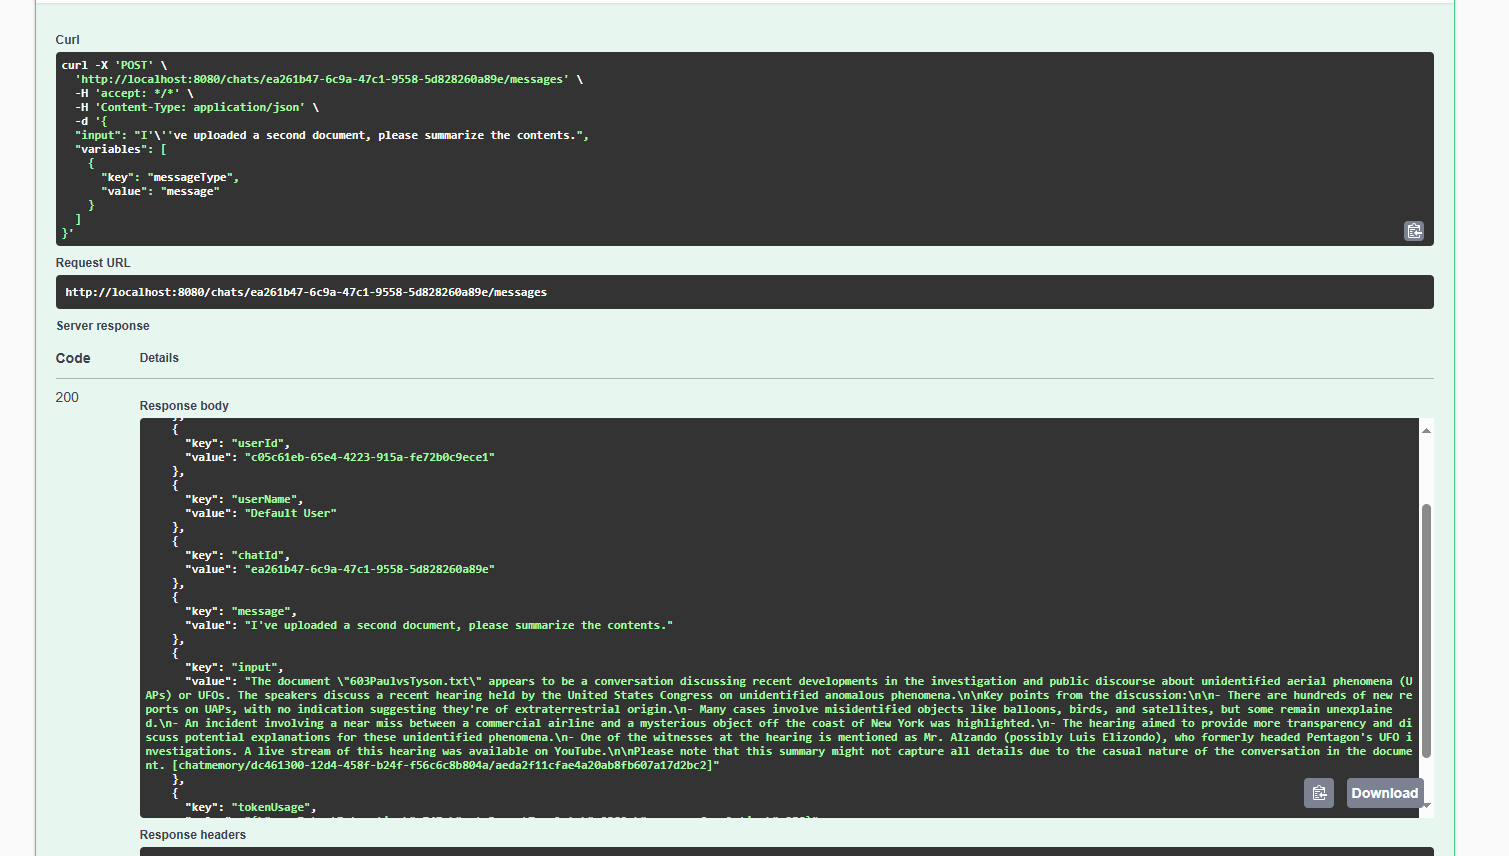 Curl
curl -X 'POST' \
'http://localhost:8080/chats/ea261b47-6c9a-47c1-9558-5d828260a89e/messages' \
-H 'accept: */*' \
-H 'Content-Type: application/json' \
-d '{
"input": "I'\''ve uploaded a second document, please summarize the contents.",
"variables": [
{
"key": "messageType",
"value": "message"
}
]
}'
Request URL
http://localhost:8080/chats/ea261b47-6c9a-47c1-9558-5d828260a89e/messages
Server response
Code Details
200
Response body
{
"key": "userId",
"value": "c05c61eb-65e4-4223-915a-fe72b0c9ece1"
},
{
"key": "userName",
"value": "Default User"
},
{
"key": "chatId",
"value": "ea261b47-6c9a-47c1-9558-5d828260a89e"
},
{
"key": "message",
"value": "I've uploaded a second document, please summarize the contents."
},
{
"key": "input",
"value": "The document \"603PaulvsTyson.txt\" appears to be a conversation discussing recent developments in the investigation and public discourse about unidentified aerial phenomena (U
APs) or UFOs. The speakers discuss a recent hearing held by the United States Congress on unidentified anomalous phenomena.\n\nKey points from the discussion:\n\n- There are hundreds of new re
ports on UAPs, with no indication suggesting they're of extraterrestrial origin.\n- Many cases involve misidentified objects like balloons, birds, and satellites, but some remain unexplaine
d.\n- An incident involving a near miss between a commercial airline and a mysterious object off the coast of New York was highlighted.\n- The hearing aimed to provide more transparency and di
scuss potential explanations for these unidentified phenomena.\n- One of the witnesses at the hearing is mentioned as Mr. Alzando (possibly Luis Elizondo), who formerly headed Pentagon's UFO i
nvestigations. A live stream of this hearing was available on YouTube.\n\nPlease note that this summary might not capture all details due to the casual nature of the conversation in the docume
nt. [chatmemory/dc461300-12d4-458f-b24f-f56c6c8b804a/aeda2f11cfae4a20ab8fb607a17d2bc2]"
},
{
"key": "tokenUsage",
Download
Response headers